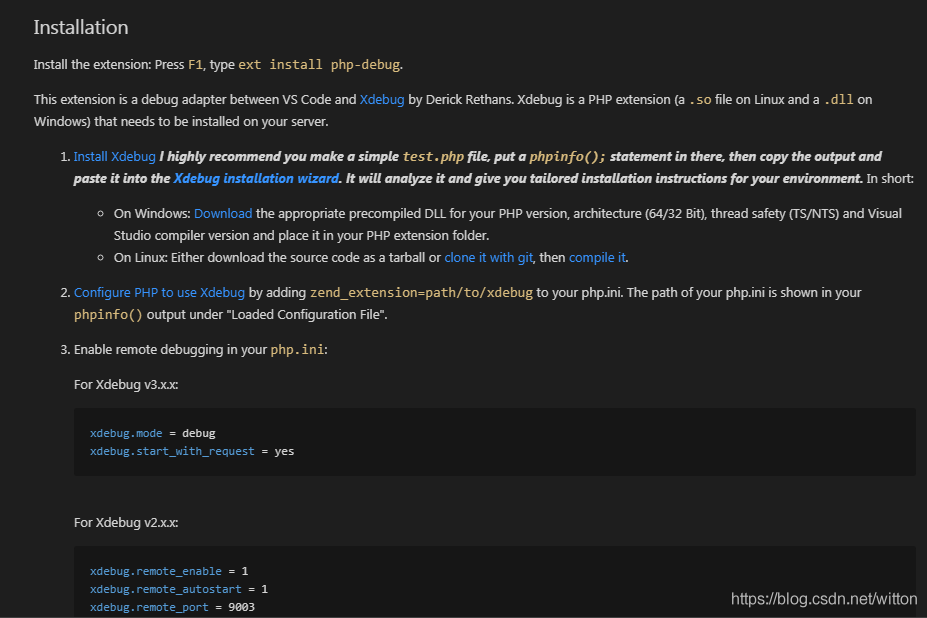 Installation
Install the extension: Press F1, type ext install php-debug.
This extension is a debug adapter between VS Code and Xdebug by Derick Rethans. Xdebug is a PHP extension (a .so file on Linux and a .dll on
Windows) that needs to be installed on your server.
1. Install Xdebug I highly recommend you make a simple test.php file, put a phpinfo(); statement in there, then copy the output and
paste it into the Xdebug installation wizard. It will analyze it and give you tailored installation instructions for your environment. In short:
○ On Windows: Download the appropriate precompiled DLL for your PHP version, architecture (64/32 Bit), thread safety (TS/NTS) and Visual
Studio compiler version and place it in your PHP extension folder.
○ On Linux: Either download the source code as a tarball or clone it with git, then compile it.
2. Configure PHP to use Xdebug by adding zend_extension=path/to/xdebug to your php.ini. The path of your php.ini is shown in your
phpinfo() output under "Loaded Configuration File".
3. Enable remote debugging in your php.ini:
For Xdebug v3.x.x:
xdebug.mode = debug
xdebug.start_with_request = yes
For Xdebug v2.x.x:
xdebug.remote_enable = 1
xdebug.remote_autostart = 1
xdebug.remote_port = 9003
https://blog.csdn.net/witton